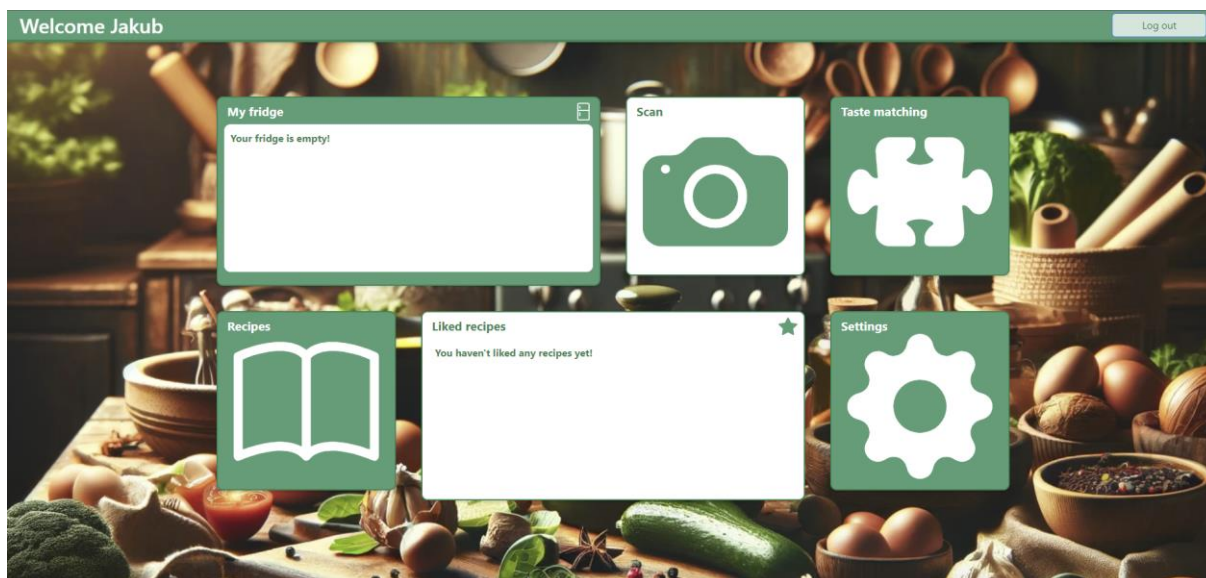 Welcome Jakub
Log out
My fridge
Your fridge is empty!
Scan
Taste matching
Recipes
Liked recipes
You haven't liked any recipes yet!
Settings